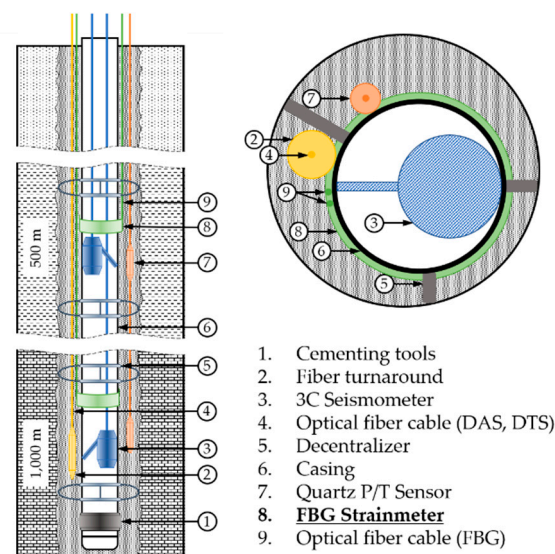 500 m
1,000 m
9
8
7
6
5
4
3
2
1
7
2
4
9
3
8
6
5
1. Cementing tools
2. Fiber turnaround
3. 3C Seismometer
4. Optical fiber cable (DAS, DTS)
5. Decentralizer
6. Casing
7. Quartz P/T Sensor
8. FBG Strainmeter
9. Optical fiber cable (FBG)